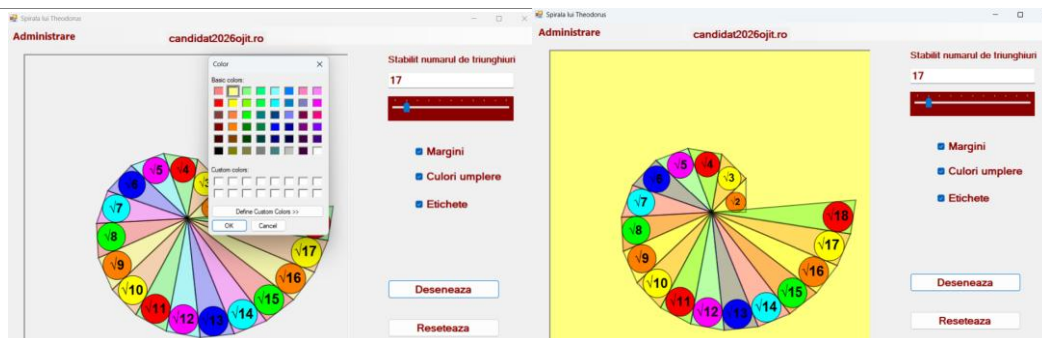 Spirala lui Theodorus
Administrare
candidat2026ojit.ro
Color
Basic colors:
Custom colors:
Define Custom Colors >>
OK
Cancel
√3
√4
√5
√6
√7
√8
√9
√10
√11
√12
√13
√14
√15
√16
√17
Stabilit numarul de triunghiuri
17
Margini
Culori umplere
Etichete
Deseneaza
Reseteaza
Spirala lui Theodorus
Administrare
candidat2026ojit.ro
√2
√3
√4
√5
√6
√7
√8
√9
√10
√11
√12
√13
√14
√15
√16
√17
√18
Stabilit numarul de triunghiuri
17
Margini
Culori umplere
Etichete
Deseneaza
Reseteaza